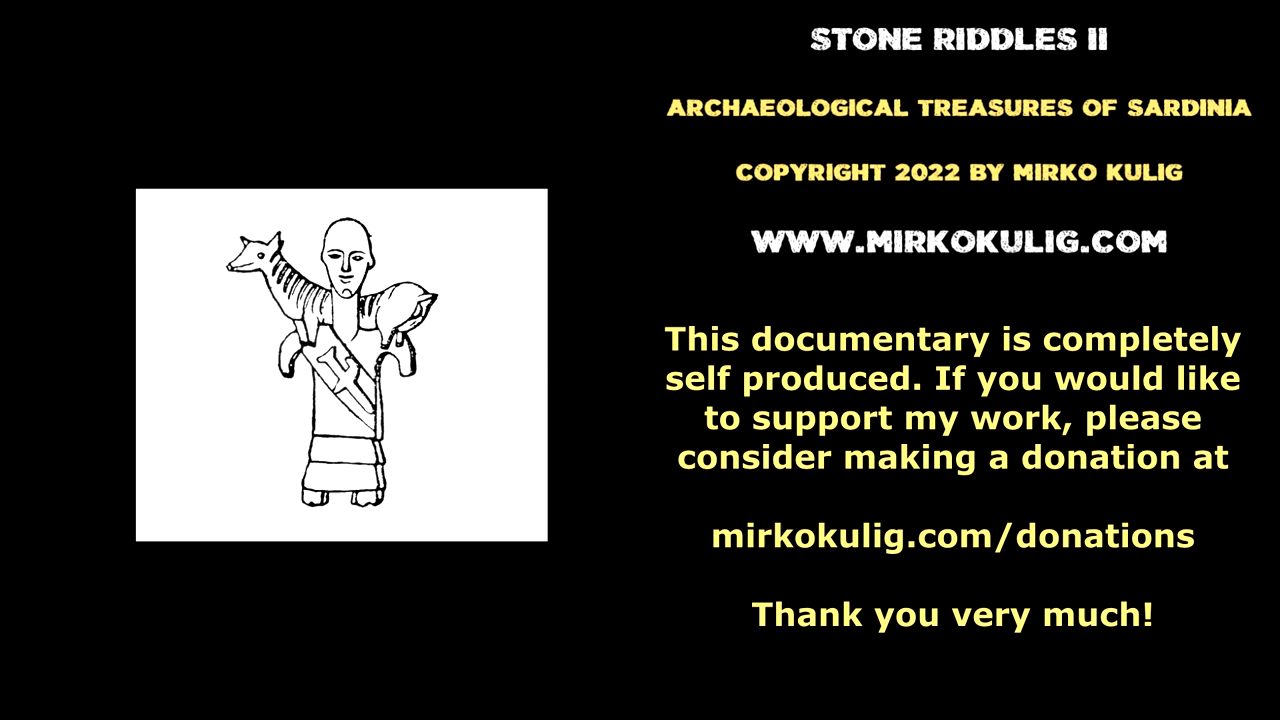 STONE RIDDLES II
ARCHAEOLOGICAL TREASURES OF SARDINIA
COPYRIGHT 2022 BY MIRKO KULIG
WWW.MIRKOKULIG.COM
This documentary is completely
self produced. If you would like
to support my work, please
consider making a donation at
mirkokulig.com/donations
Thank you very much!